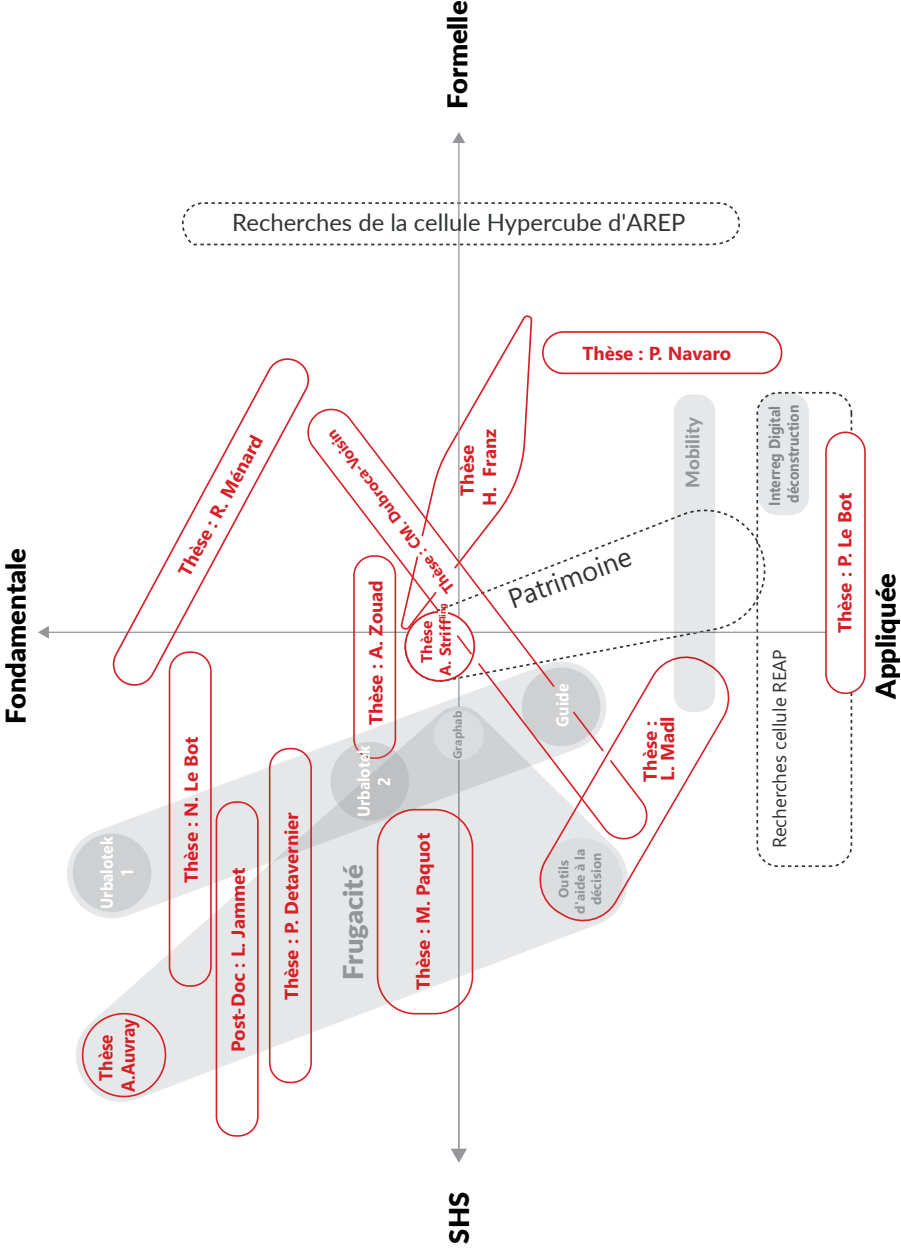 Fondamentale
Formelle
SHS
Appliquée
Recherches de la cellule Hypercube d'AREP
Thèse : R. Ménard
Thèse : CM. Dubroca-Voisin
Thèse
H. Franz
Thèse : P. Navaro
Thèse : N. Le Bot
Thèse : A. Zouad
Thèse
A. Striffling
Patrimoine
Mobility
Interreg Digital
déconstruction
Thèse : P. Le Bot
Recherches cellule REAP
Urbalotek
1
Urbalotek
2
Graphab
Guide
Thèse :
L. Madl
Outils
d'aide à la
décision
Post-Doc : L. Jammet
Thèse : P. Detavernier
Frugacité
Thèse : M. Paquot
Thèse
A.Auvray